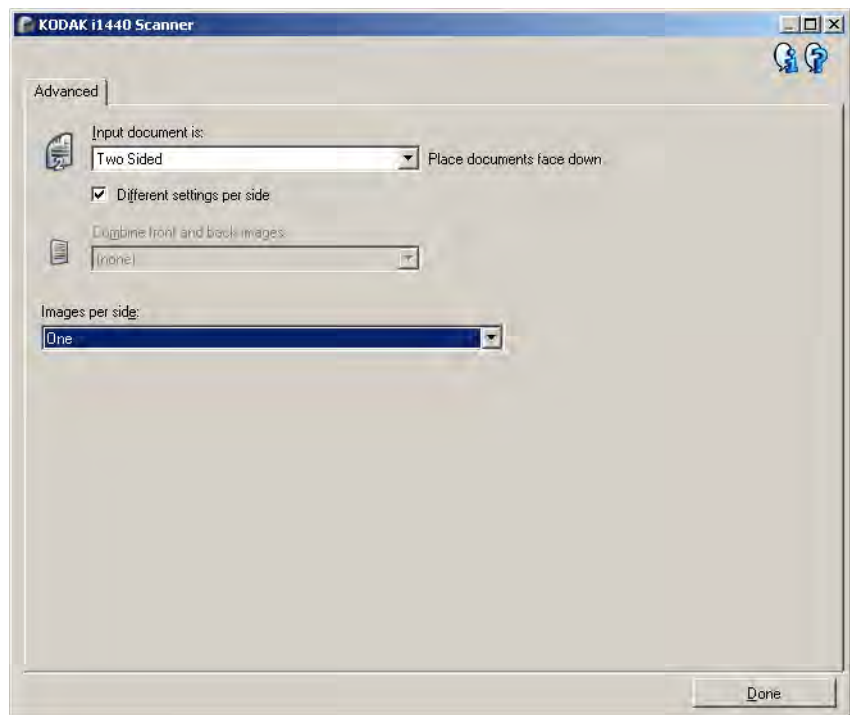 KODAK i1440 Scanner
Advanced
Input document is:
Two Sided
Place documents face down
Different settings per side
Combine front and back images
(none)
Images per side:
One
Done